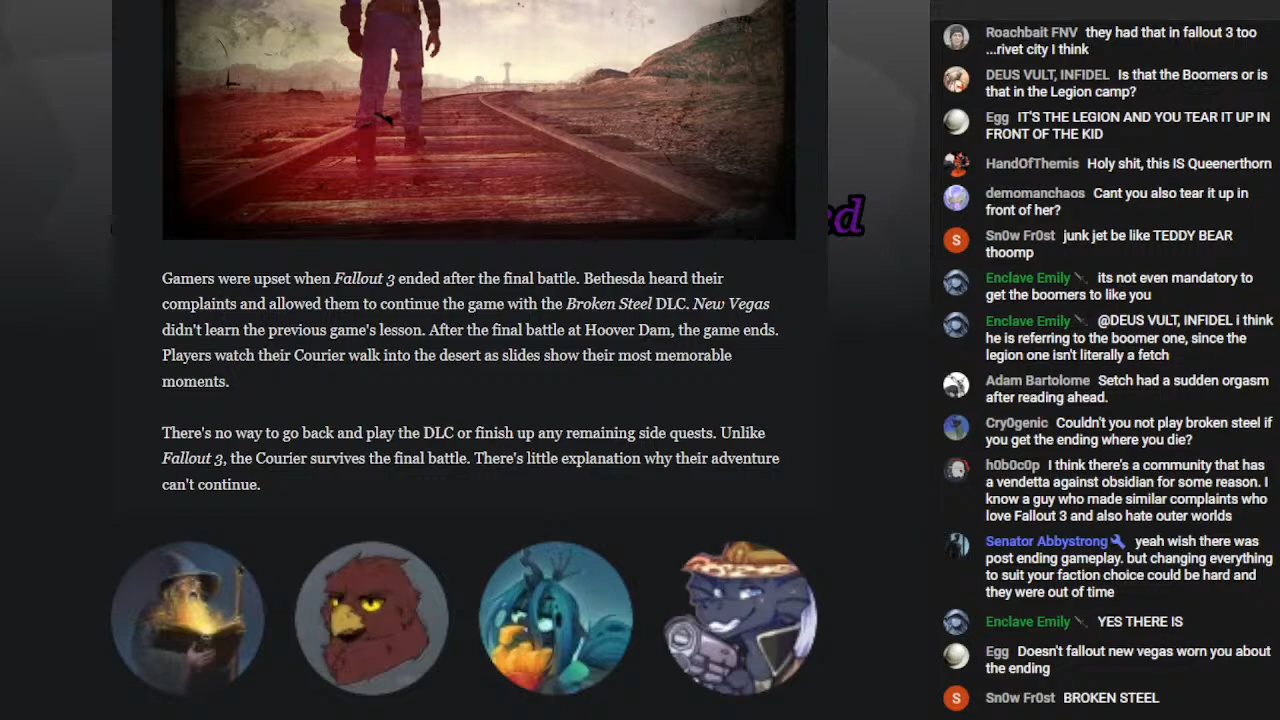 ed
Gamers were upset when Fallout 3 ended after the final battle. Bethesda heard their
complaints and allowed them to continue the game with the Broken Steel DLC. New Vegas
didn't learn the previous game's lesson. After the final battle at Hoover Dam, the game ends.
Players watch their Courier walk into the desert as slides show their most memorable
moments.
There's no way to go back and play the DLC or finish up any remaining side quests. Unlike
Fallout 3, the Courier survives the final battle. There's little explanation why their adventure
can't continue.
Roachbait FNV they had that in fallout 3 too
...rivet city I think
DEUS VULT, INFIDEL Is that the Boomers or is
that in the Legion camp?
Egg IT'S THE LEGION AND YOU TEAR IT UP IN
FRONT OF THE KID
HandOfThemis Holy shit, this IS Queenerthorn
demomanchaos Cant you also tear it up in
front of her?
Sn0w Fr0st junk jet be like TEDDY BEAR
thoomp
Enclave Emily its not even mandatory to
get the boomers to like you
Enclave Emily @DEUS VULT, INFIDEL i think
he is referring to the boomer one, since the
legion one isn't literally a fetch
Adam Bartolome Setch had a sudden orgasm
after reading ahead.
Cry0genic Couldn't you not play broken steel if
you get the ending where you die?
h0b0c0p I think there's a community that has
a vendetta against obsidian for some reason. I
know a guy who made similar complaints who
love Fallout 3 and also hate outer worlds
Senator Abbystrong yeah wish there was
post ending gameplay. but changing everything
to suit your faction choice could be hard and
they were out of time
Enclave Emily YES THERE IS
Egg Doesn't fallout new vegas worn you about
the ending
S Sn0w Fr0st BROKEN STEEL